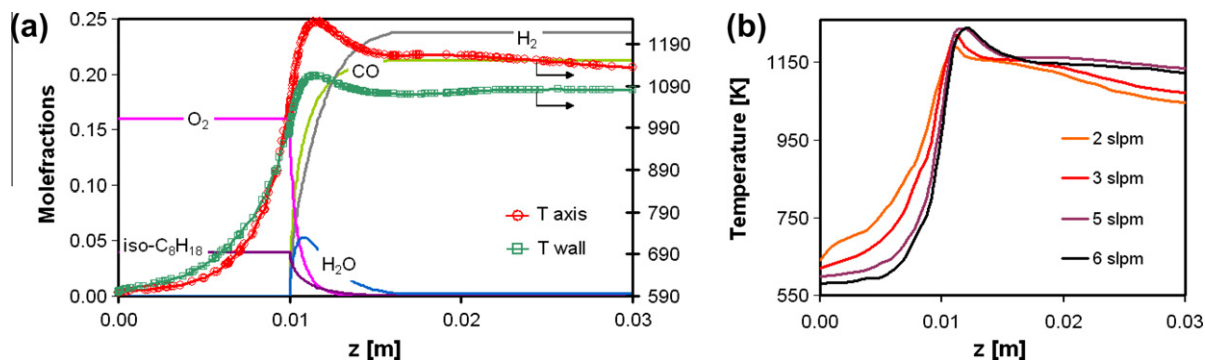 (a)
Molefractions
0.25
0.20
0.15
0.10
0.05
0.00
H₂
CO
O₂
iso-C₈H₁₈
H₂O
T axis
T wall
1190
1090
990
890
790
690
590
0.00
0.01
0.02
0.03
z [m]
(b)
Temperature [K]
1150
950
750
550
2 slpm
3 slpm
5 slpm
6 slpm
0.00
0.01
0.02
0.03
z [m]